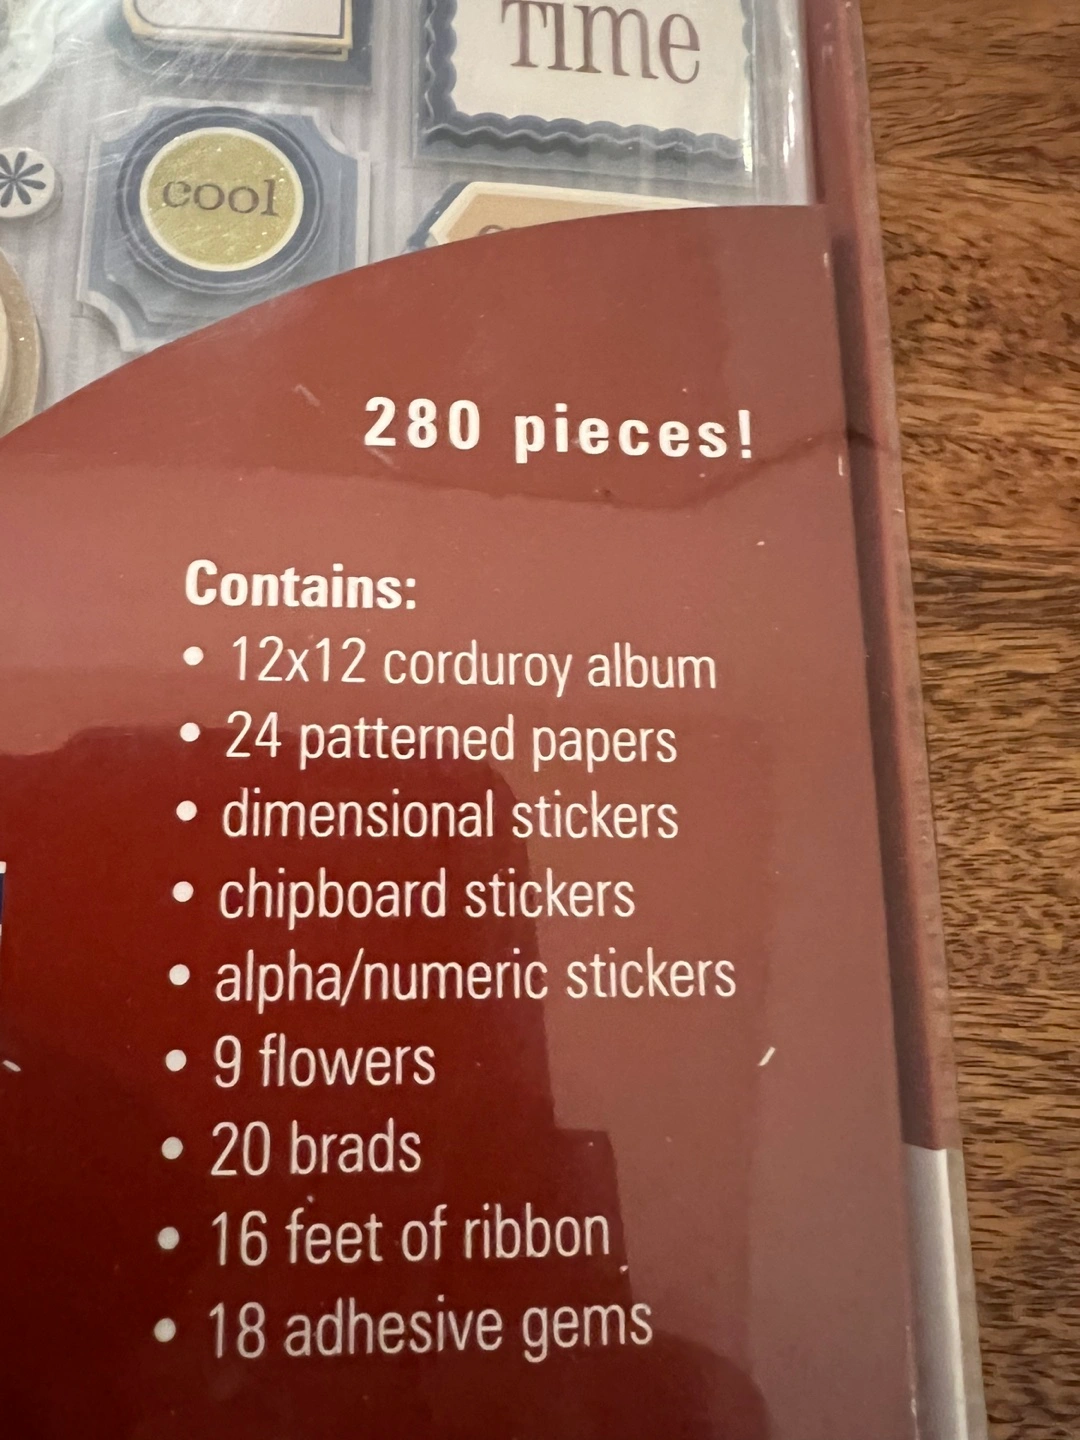 TIme
cool
280 pieces!
Contains:
• 12x12 corduroy album
• 24 patterned papers
• dimensional stickers
• chipboard stickers
• alpha/numeric stickers
• 9 flowers
• 20 brads
• 16 feet of ribbon
• 18 adhesive gems